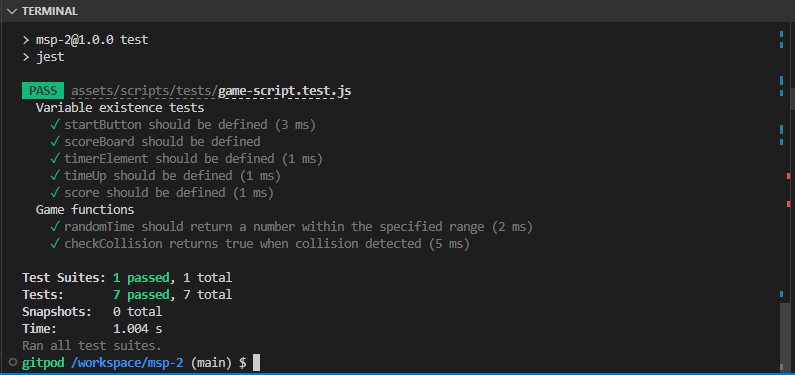 TERMINAL
> msp-2@1.0.0 test
> jest
PASS assets/scripts/tests/game-script.test.js
Variable existence tests
✓ startButton should be defined (3 ms)
✓ scoreBoard should be defined
✓ timerElement should be defined (1 ms)
✓ timeUp should be defined (1 ms)
✓ score should be defined (1 ms)
Game functions
✓ randomTime should return a number within the specified range (2 ms)
✓ checkCollision returns true when collision detected (5 ms)
Test Suites: 1 passed, 1 total
Tests: 7 passed, 7 total
Snapshots: 0 total
Time: 1.004 s
Ran all test suites.
gitpod /workspace/msp-2 (main) $